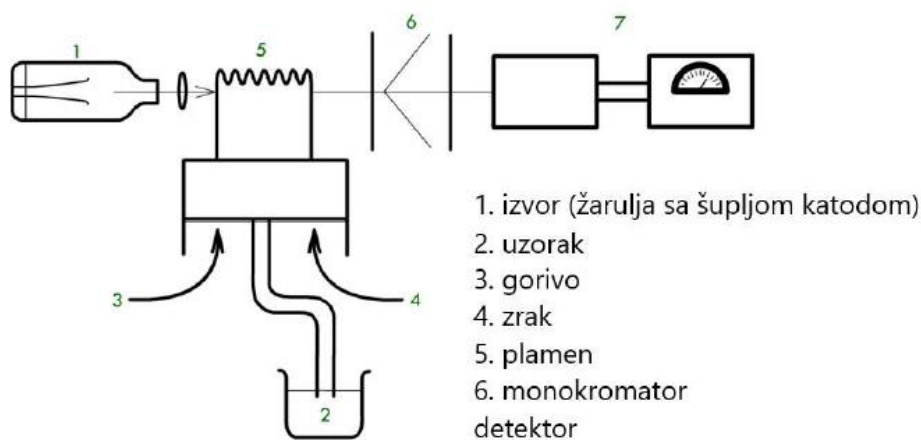 1
5
6
7
3
4
2
1. izvor (žarulja sa šupljom katodom)
2. uzorak
3. gorivo
4. zrak
5. plamen
6. monokromator
detektor